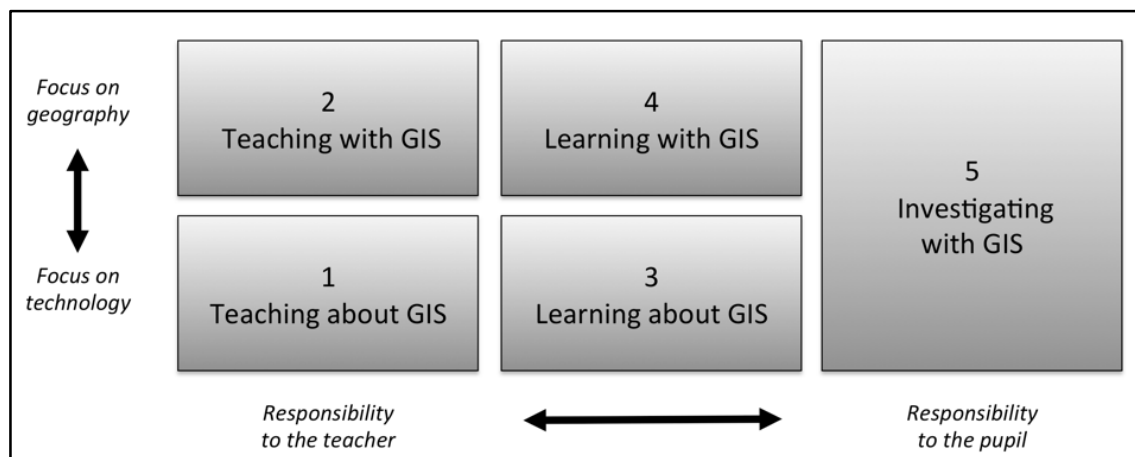 Focus on
geography
2
Teaching with GIS
4
Learning with GIS
5
Investigating
with GIS
Focus on
technology
1
Teaching about GIS
3
Learning about GIS
Responsibility
to the teacher
Responsibility
to the pupil